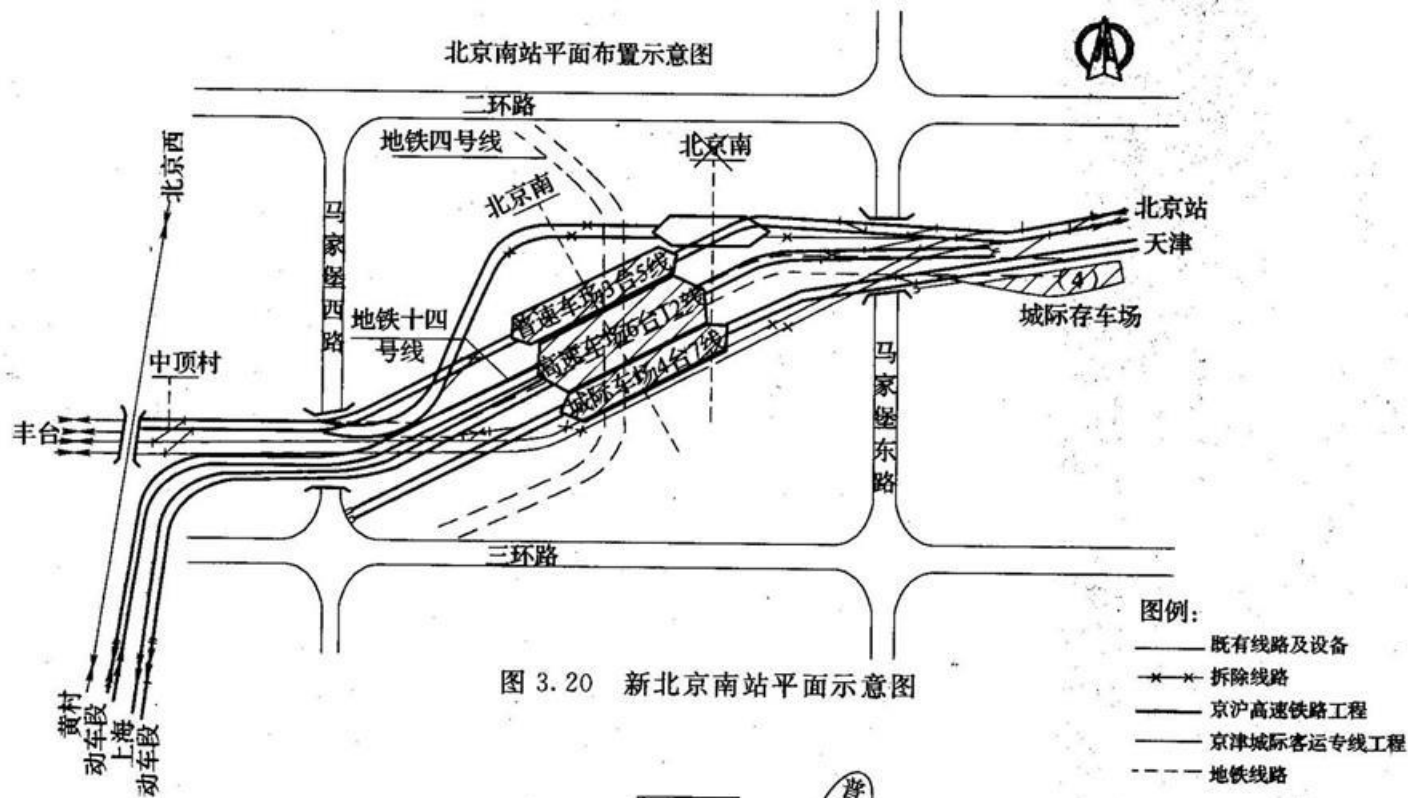 北京南站平面布置示意图
二环路
地铁四号线
北京南
北京西
北京南
马家堡西路
北京站
天津
普速车场3台5线
(4)
城际存车场
地铁十四
号线
高速车场6台12线
中顶村
城际车场4台7线
马家堡东路
丰台
三环路
图例：
既有线路及设备
拆除线路
京沪高速铁路工程
京津城际客运专线工程
地铁线路
图 3.20 新北京南站平面示意图
黄村
动车段
上海
动车段